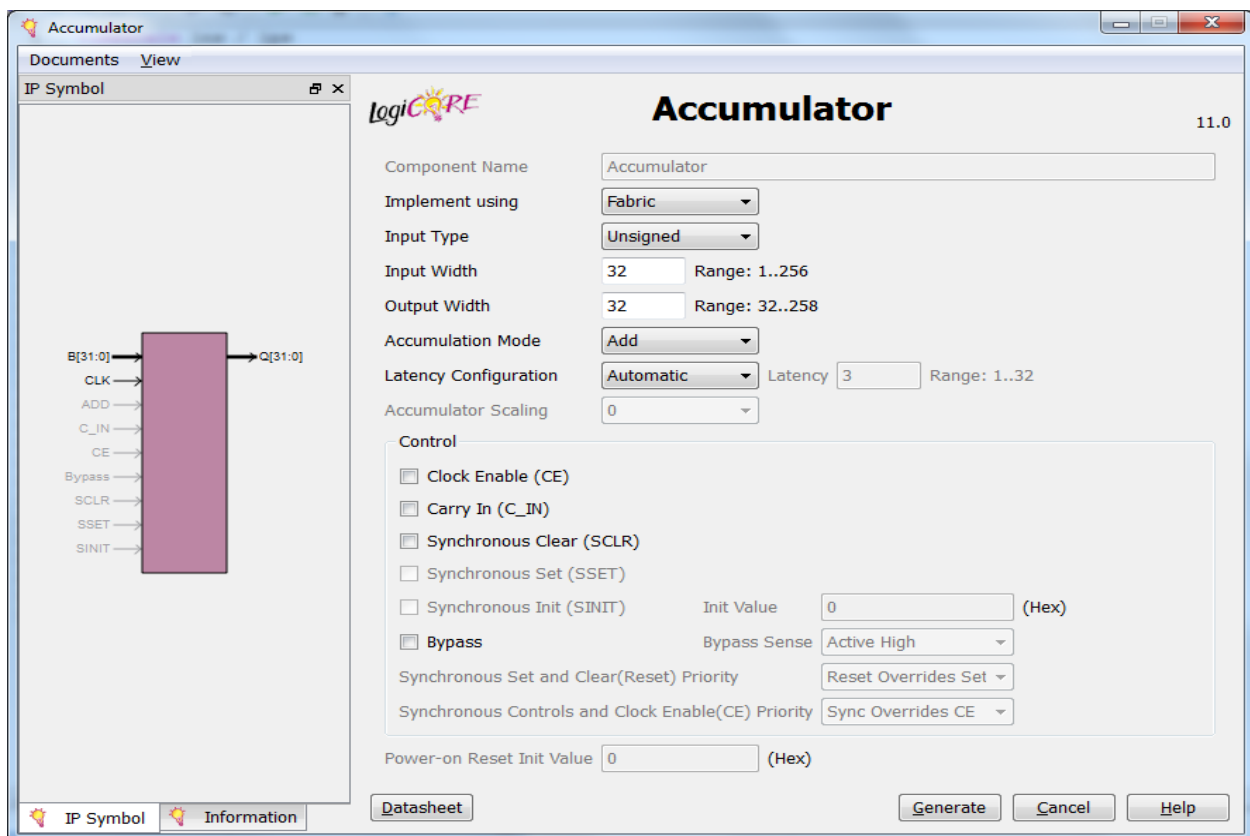 Accumulator
Documents View
IP Symbol
B[31:0]
CLK
ADD
C_IN
CE
Bypass
SCLR
SSET
SINIT
Q[31:0]
IP Symbol Information
LogiCORE
Accumulator
11.0
Component Name Accumulator
Implement using Fabric
Input Type Unsigned
Input Width 32 Range: 1..256
Output Width 32 Range: 32..258
Accumulation Mode Add
Latency Configuration Automatic Latency 3 Range: 1..32
Accumulator Scaling 0
Control
Clock Enable (CE)
Carry In (C_IN)
Synchronous Clear (SCLR)
Synchronous Set (SSET)
Synchronous Init (SINIT) Init Value 0 (Hex)
Bypass Bypass Sense Active High
Synchronous Set and Clear(Reset) Priority Reset Overrides Set
Synchronous Controls and Clock Enable(CE) Priority Sync Overrides CE
Power-on Reset Init Value 0 (Hex)
Datasheet Generate Cancel Help